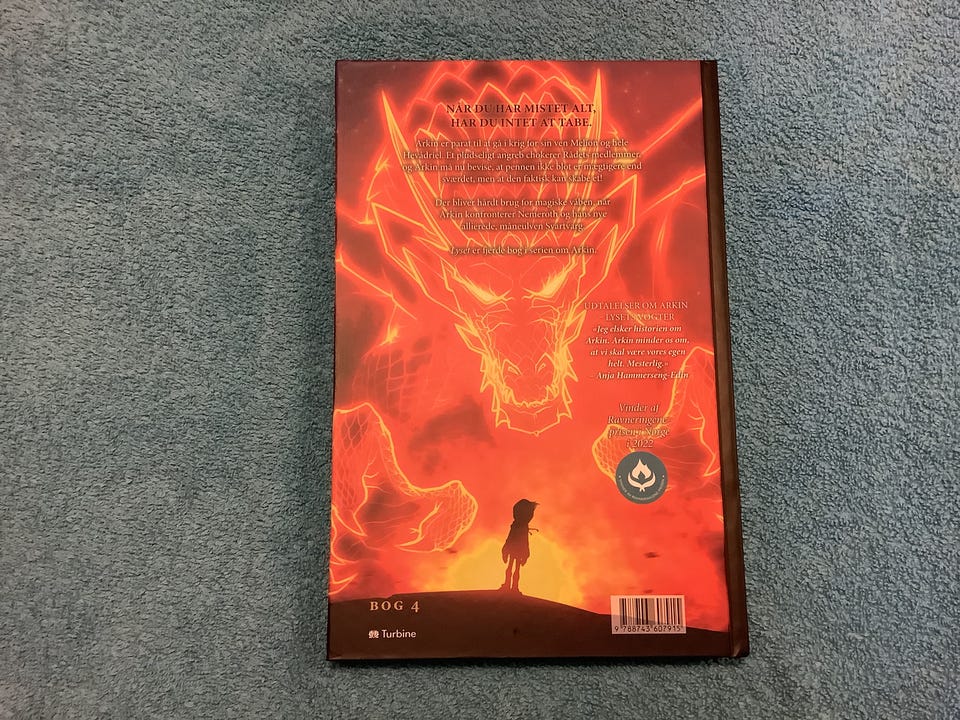 NÅR DU HAR MISTET ALT,
HAR DU INTET AT TABE.
Arkin er parat til at gå i krig for sin ven Mellon og hele
Hevadriel. Et pludseligt angreb chokerer Rådets medlemmer,
og Arkin må nu bevise, at pennen ikke blot er mægtigere end
sværdet, men at den faktisk kan skabe et!
Der bliver hårdt brug for magiske våben, når
Arkin konfronterer Nemeroth og hans nye
allierede, måneulven Svartvarg.
Lyset er fjerde bog i serien om Arkin.
UDTALELSER OM ARKIN
– LYSETS VOGTER
«Jeg elsker historien om
Arkin. Arkin minder os om,
at vi skal være vores egen
helt. Mesterlig.»
– Anja Hammerseng-Edin
Vinder af
Ravneringene-
prisen i Norge
i 2022
BOG 4
Turbine
9 788743 607915